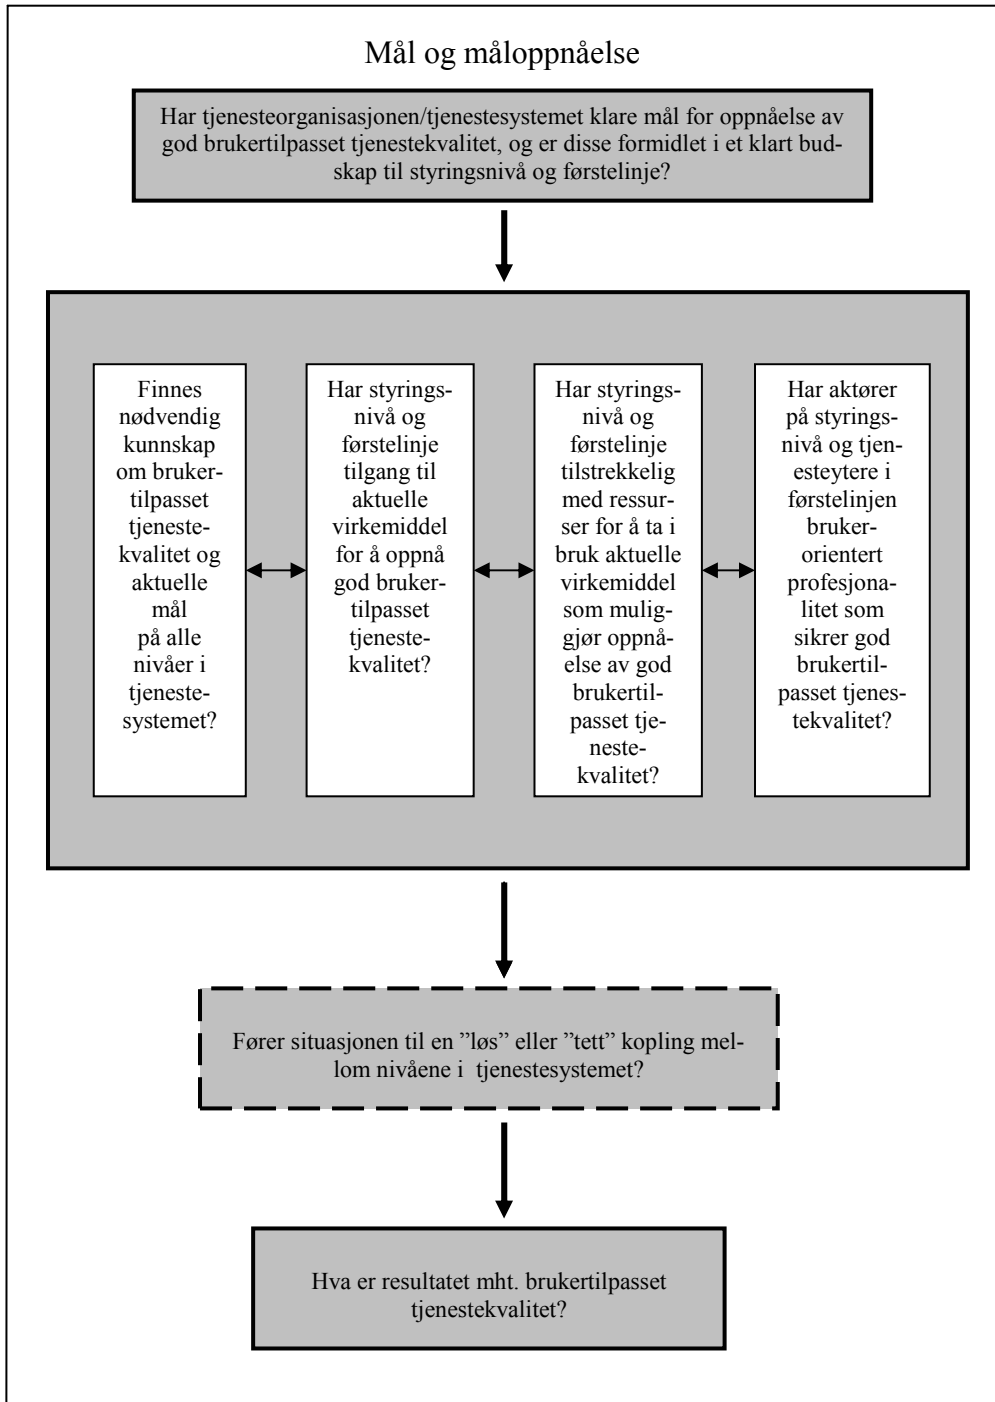 Mål og måloppnåelse
Har tjenesteorganisasjonen/tjenestesystemet klare mål for oppnåelse av
god brukertilpasset tjenestekvalitet, og er disse formidlet i et klart bud-
skap til styringsnivå og førstelinje?
Finnes
nødvendig
kunnskap
om bruker-
tilpasset
tjeneste-
kvalitet og
aktuelle
mål
på alle
nivåer i
tjeneste-
systemet?
Har styrings-
nivå og
førstelinje
tilgang til
aktuelle
virkemiddel
for å oppnå
god bruker-
tilpasset
tjeneste-
kvalitet?
Har styrings-
nivå og
førstelinje
tilstrekkelig
med ressur-
ser for å ta i
bruk aktuelle
virkemiddel
som mulig-
gjør oppnå-
else av god
brukertil-
passet tje-
neste-
kvalitet?
Har aktører
på styrings-
nivå og tjen-
esteytere i
førstelinjen
bruker-
orientert
profesjona-
litet som
sikrer god
brukertil-
passet tjenes-
tekvalitet?
Fører situasjonen til en ”løs” eller ”tett” kopling mel-
lom nivåene i  tjenestesystemet?
Hva er resultatet mht. brukertilpasset
tjenestekvalitet?